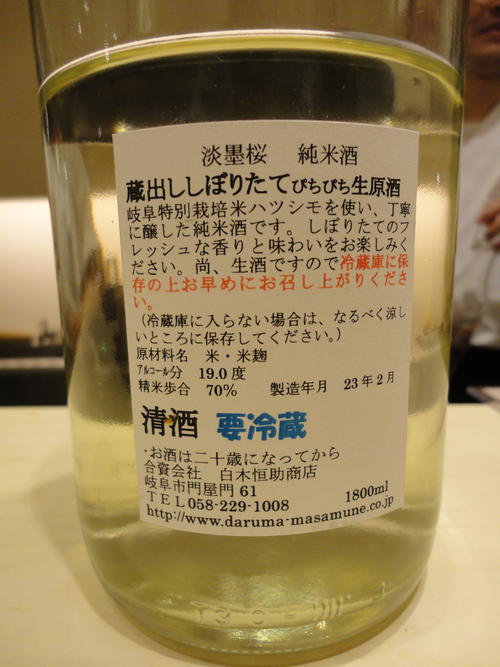 淡墨桜　純米酒
蔵出ししぼりたてぴちぴち生原酒
岐阜特別栽培米ハツシモを使い、丁寧
に醸した純米酒です。しぼりたてのフ
レッシュな香りと味わいをお楽しみく
ださい。尚、生酒ですので冷蔵庫に保
存の上お早めにお召し上がりくださ
い。
（冷蔵庫に入らない場合は、なるべく涼し
いところに保存してください。）
原材料名　米・米麹
アルコール分　19.0度
精米歩合　70%　製造年月　23年2月
清酒　要冷蔵
・お酒は二十歳になってから
合資会社　白木恒助商店
岐阜市門屋門61
TEL058-229-1008　1800ml
http://www.daruma-masamune.co.jp